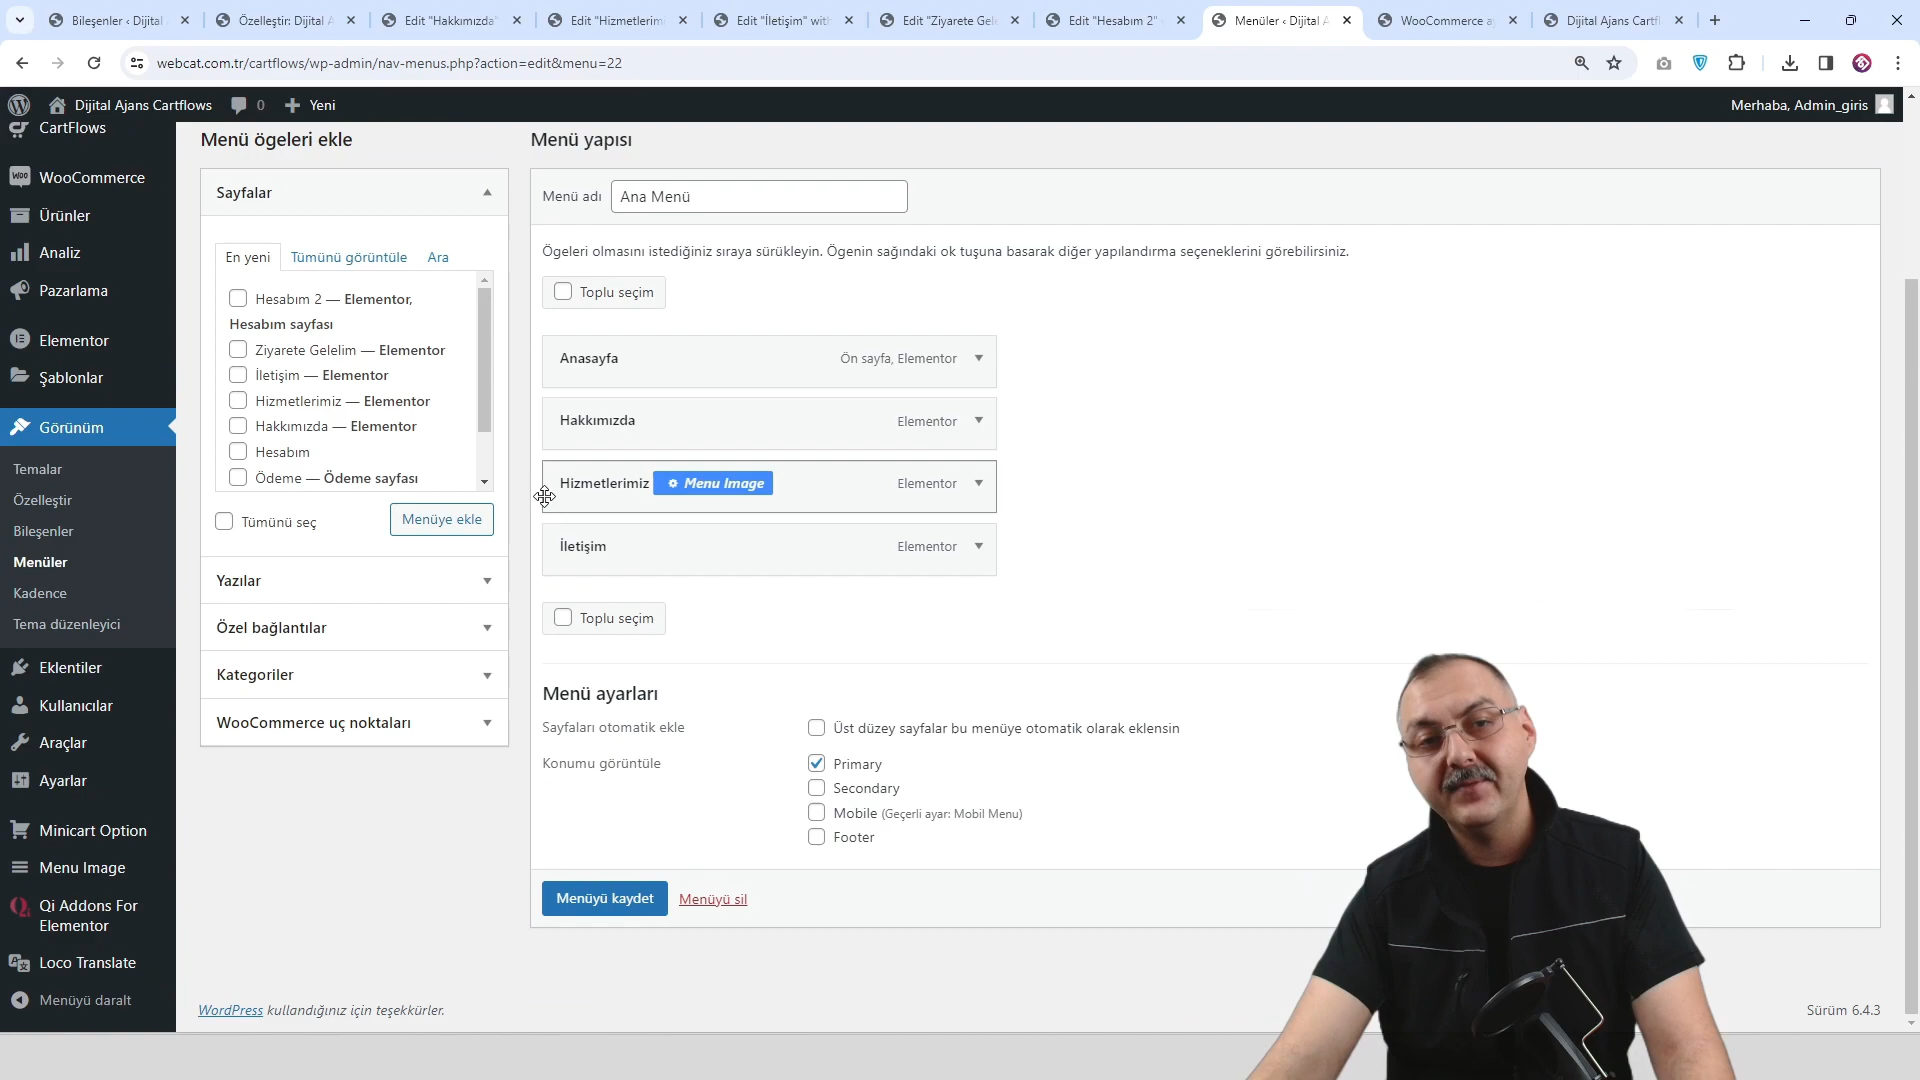 Bileşenler ‹ Dijital
Özelleştir: Dijital A
Edit "Hakkımızda"
Edit "Hizmetlerim
Edit "İletişim" with
Edit "Ziyarete Gele
Edit "Hesabım 2"
Menüler ‹ Dijital A
WooCommerce a
Dijital Ajans Cartfl
webcat.com.tr/cartflows/wp-admin/nav-menus.php?action=edit&menu=22
Dijital Ajans Cartflows
0
Yeni
Merhaba, Admin_giris
CartFlows
WooCommerce
Ürünler
Analiz
Pazarlama
Elementor
Şablonlar
Görünüm
Temalar
Özelleştir
Bileşenler
Menüler
Kadence
Tema düzenleyici
Eklentiler
Kullanıcılar
Araçlar
Ayarlar
Minicart Option
Menu Image
Qi Addons For
Elementor
Loco Translate
Menüyü daralt
Menü ögeleri ekle
Sayfalar
En yeni
Tümünü görüntüle
Ara
Hesabım 2 — Elementor,
Hesabım sayfası
Ziyarete Gelelim — Elementor
İletişim — Elementor
Hizmetlerimiz — Elementor
Hakkımızda — Elementor
Hesabım
Ödeme — Ödeme sayfası
Tümünü seç
Menüye ekle
Yazılar
Özel bağlantılar
Kategoriler
WooCommerce uç noktaları
Menü yapısı
Menü adı
Ana Menü
Ögeleri olmasını istediğiniz sıraya sürükleyin. Ögenin sağındaki ok tuşuna basarak diğer yapılandırma seçeneklerini görebilirsiniz.
Toplu seçim
Anasayfa
Ön sayfa, Elementor
Hakkımızda
Elementor
Hizmetlerimiz
Menu Image
Elementor
İletişim
Elementor
Toplu seçim
Menü ayarları
Sayfaları otomatik ekle
Üst düzey sayfalar bu menüye otomatik olarak eklensin
Konumu görüntüle
Primary
Secondary
Mobile (Geçerli ayar: Mobil Menu)
Footer
Menüyü kaydet
Menüyü sil
WordPress kullandığınız için teşekkürler.
Sürüm 6.4.3